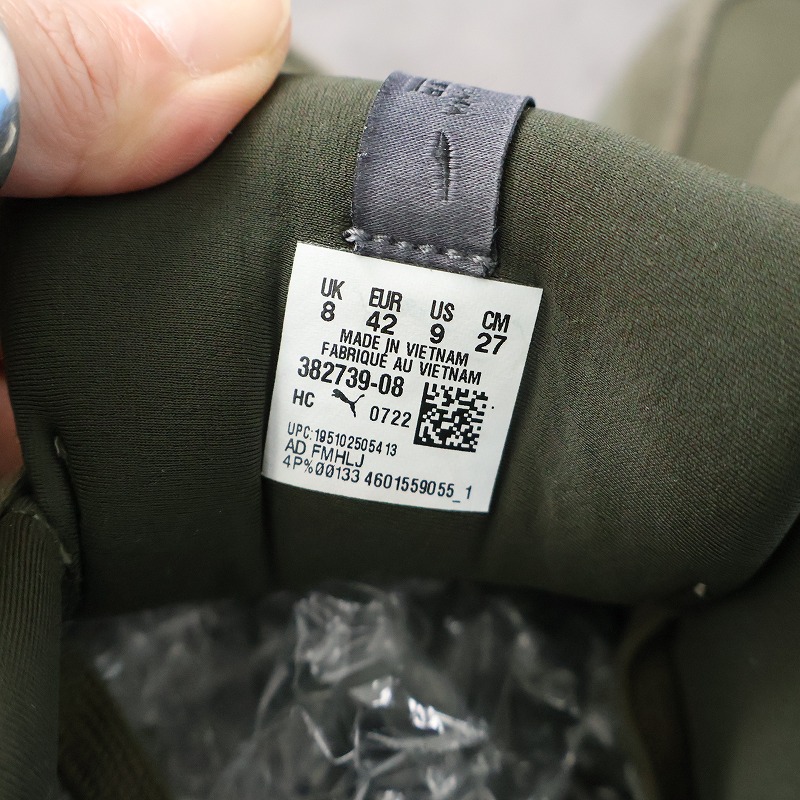 UK EUR US CM
8 42 9 27
MADE IN VIETNAM
FABRIQUÉ AU VIETNAM
382739-08
HC 0722
UPC:195102505413
AD FMHLJ
4P%00133 4601559055_1